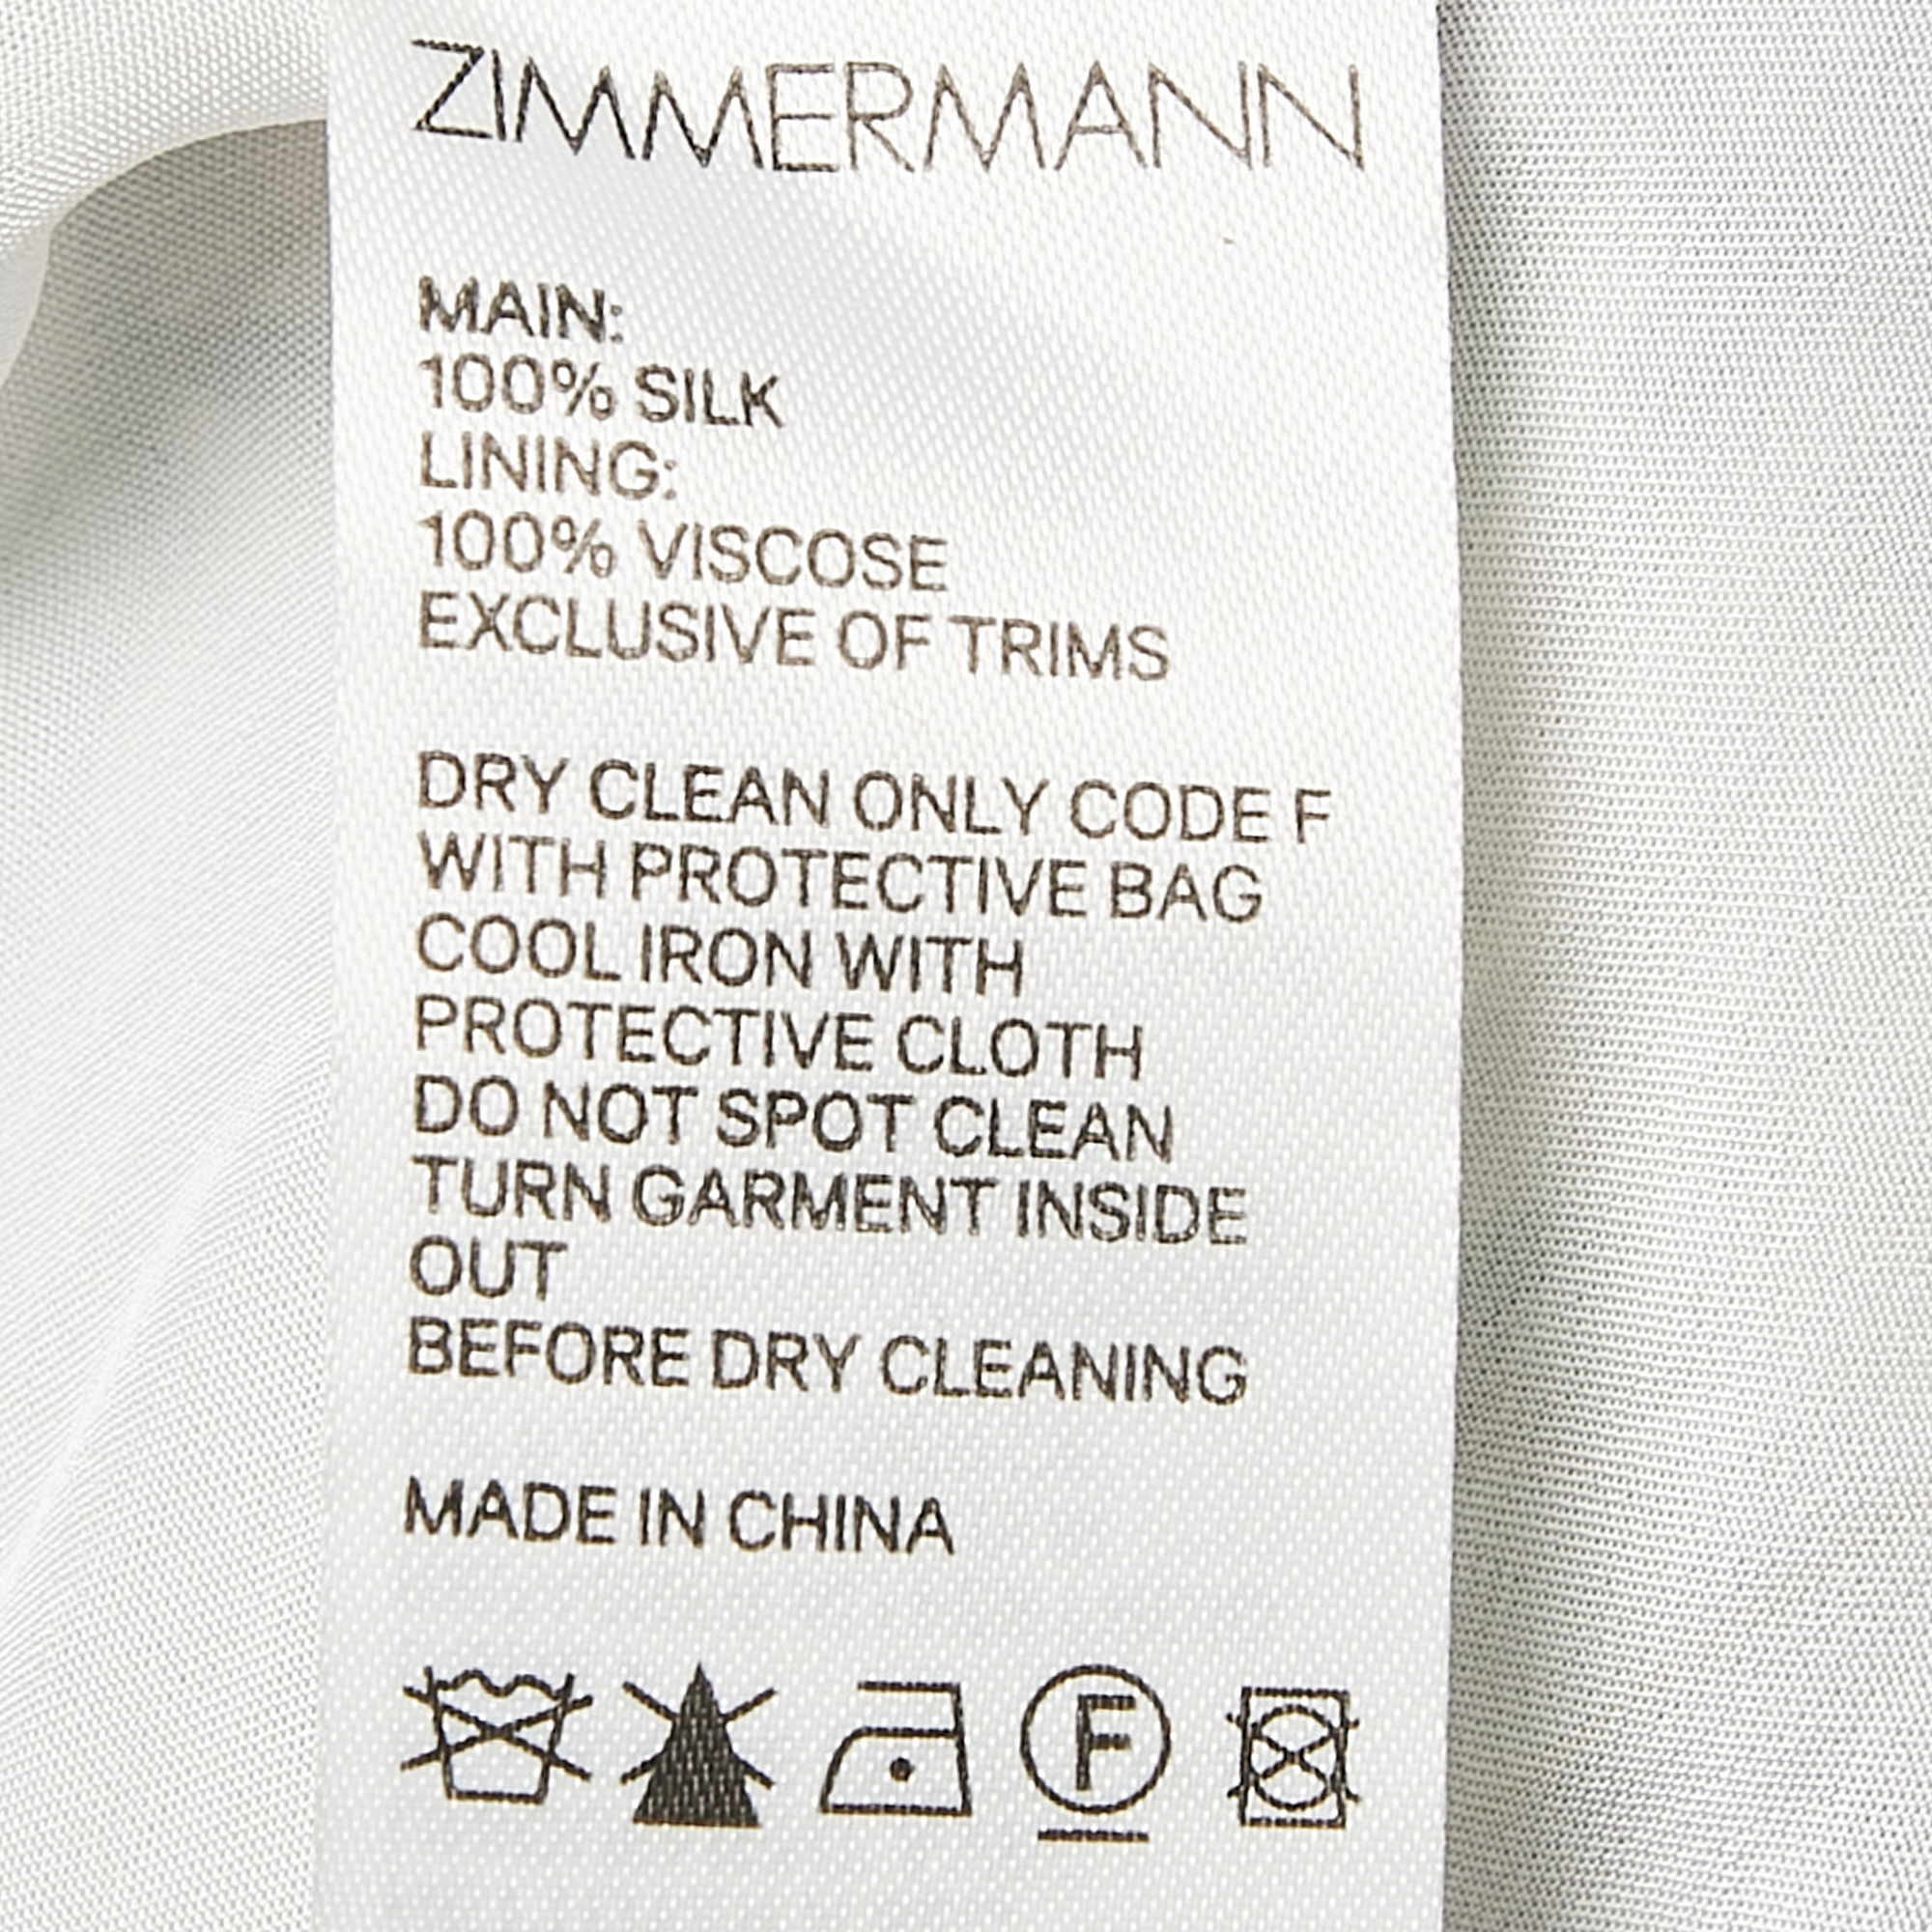 ZIMMERMANN
MAIN:
100% SILK
LINING:
100% VISCOSE
EXCLUSIVE OF TRIMS
DRY CLEAN ONLY CODE F
WITH PROTECTIVE BAG
COOL IRON WITH
PROTECTIVE CLOTH
DO NOT SPOT CLEAN
TURN GARMENT INSIDE
OUT
BEFORE DRY CLEANING
MADE IN CHINA
F